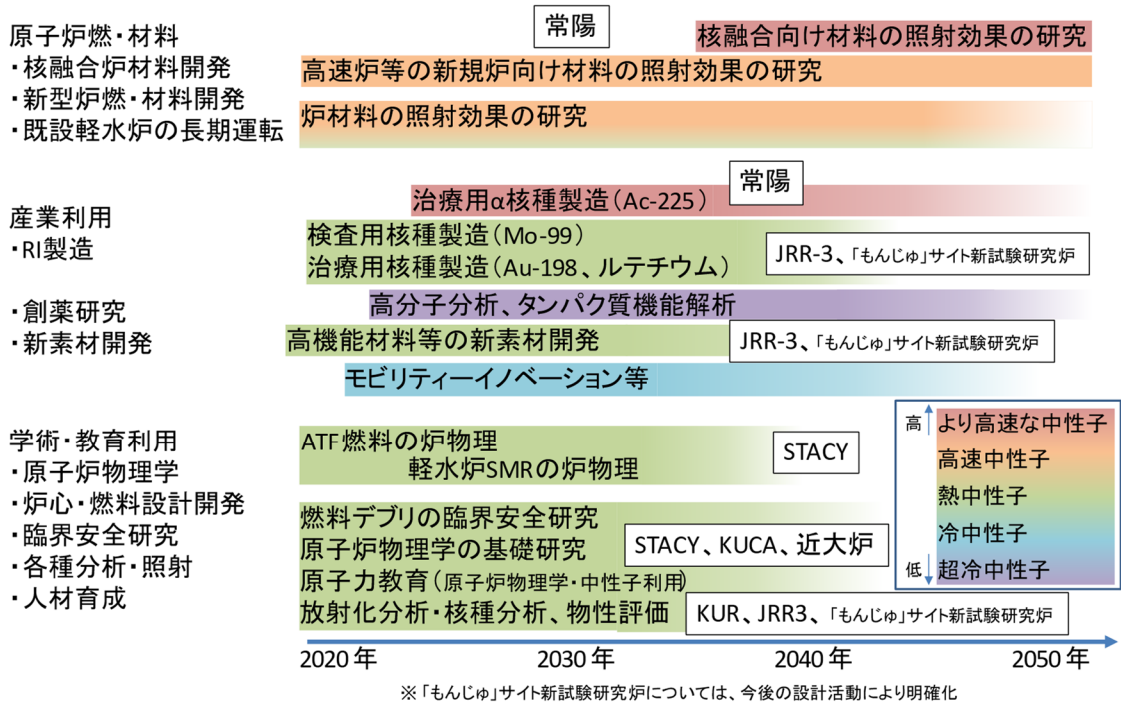 原子炉燃・材料
・核融合炉材料開発
・新型炉燃・材料開発
・既設軽水炉の長期運転
常陽
核融合向け材料の照射効果の研究
高速炉等の新規炉向け材料の照射効果の研究
炉材料の照射効果の研究
産業利用
・RI製造
常陽
治療用α核種製造(Ac-225)
検査用核種製造(Mo-99)
治療用核種製造(Au-198、ルテチウム)
JRR-3、「もんじゅ」サイト新試験研究炉
・創薬研究
・新素材開発
高分子分析、タンパク質機能解析
高機能材料等の新素材開発
JRR-3、「もんじゅ」サイト新試験研究炉
モビリティーイノベーション等
学術・教育利用
・原子炉物理学
・炉心・燃料設計開発
・臨界安全研究
・各種分析・照射
・人材育成
ATF燃料の炉物理
軽水炉SMRの炉物理
STACY
燃料デブリの臨界安全研究
原子炉物理学の基礎研究
原子力教育(原子炉物理学・中性子利用)
STACY、KUCA、近大炉
放射化分析・核種分析、物性評価
KUR、JRR3、「もんじゅ」サイト新試験研究炉
高
より高速な中性子
高速中性子
熱中性子
冷中性子
低
超冷中性子
2020年
2030年
2040年
2050年
※「もんじゅ」サイト新試験研究炉については、今後の設計活動により明確化